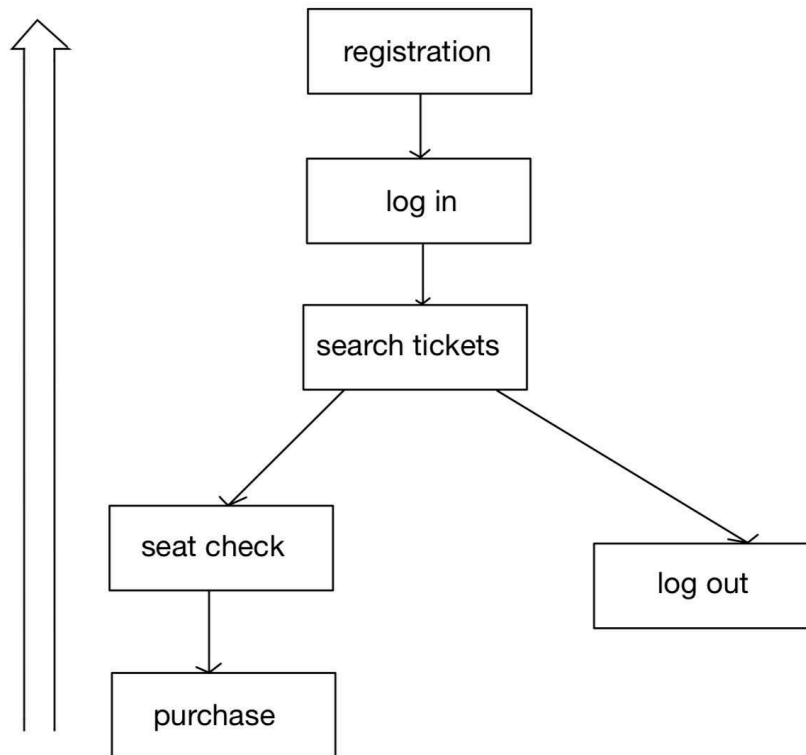 registration
log in
search tickets
seat check
log out
purchase